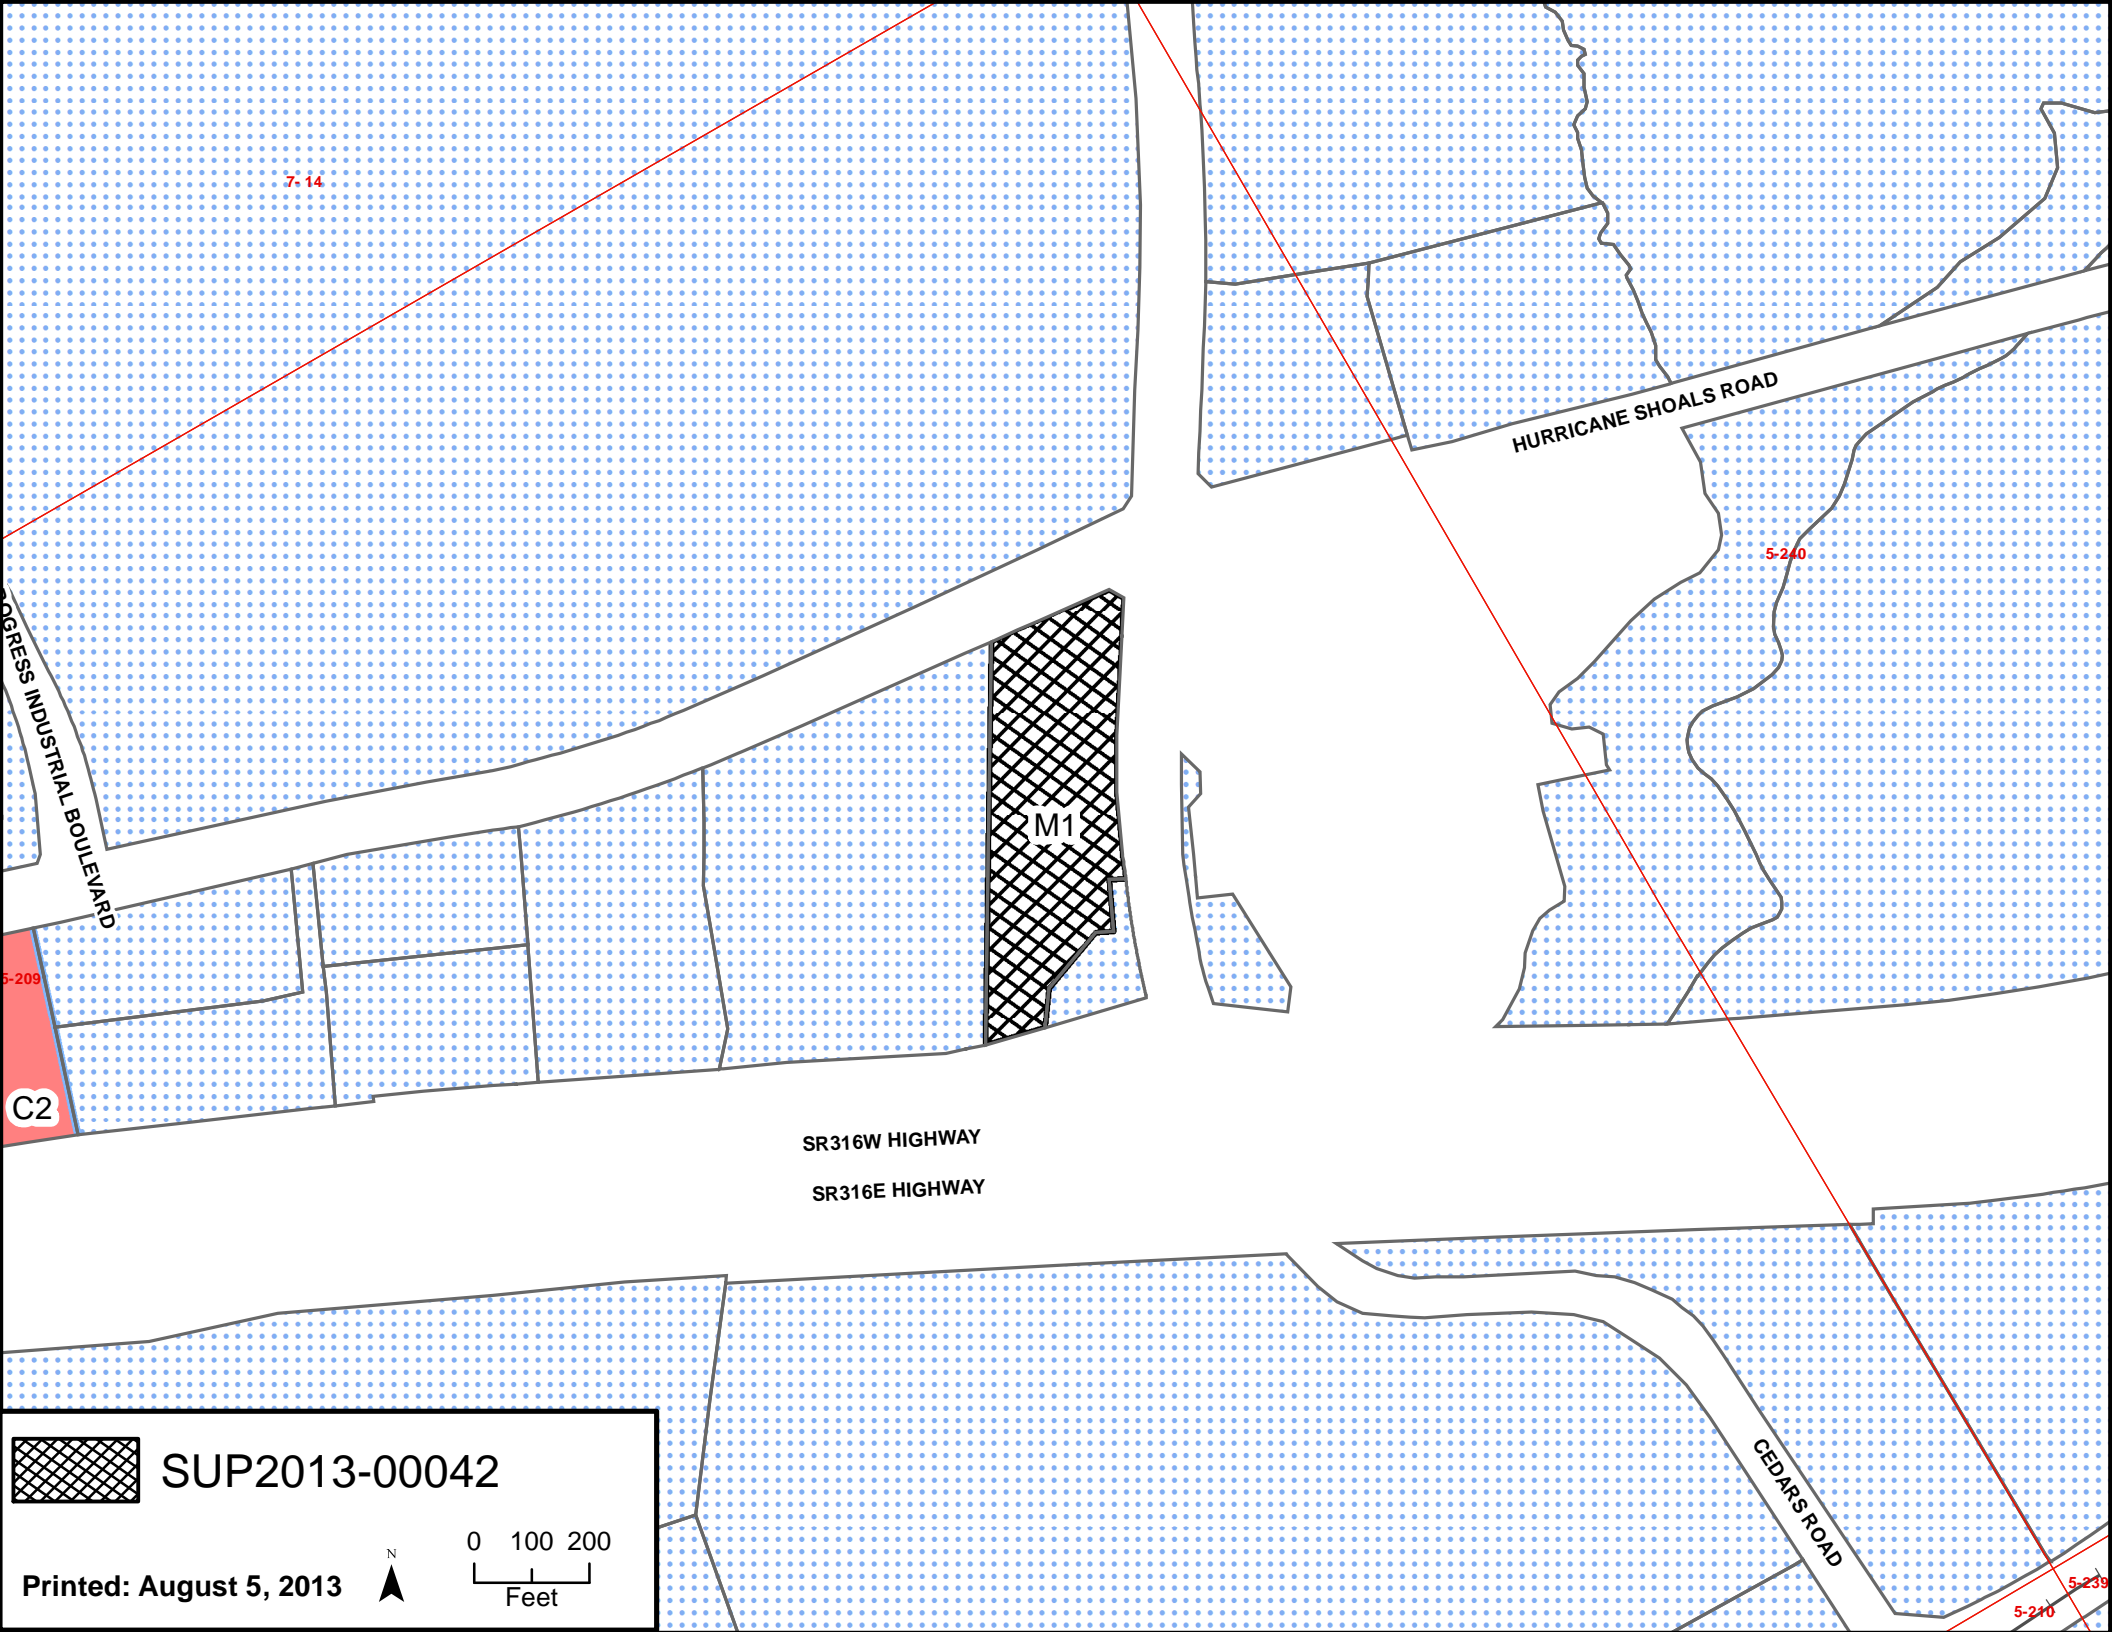 7- 14
HURRICANE SHOALS ROAD
5-240
OGRESS INDUSTRIAL BOULEVARD
M1
5-209
C2
SR316W HIGHWAY
SR316E HIGHWAY
CEDARS ROAD
SUP2013-00042
0 100 200
Feet
N
Printed: August 5, 2013
5-239
5-210